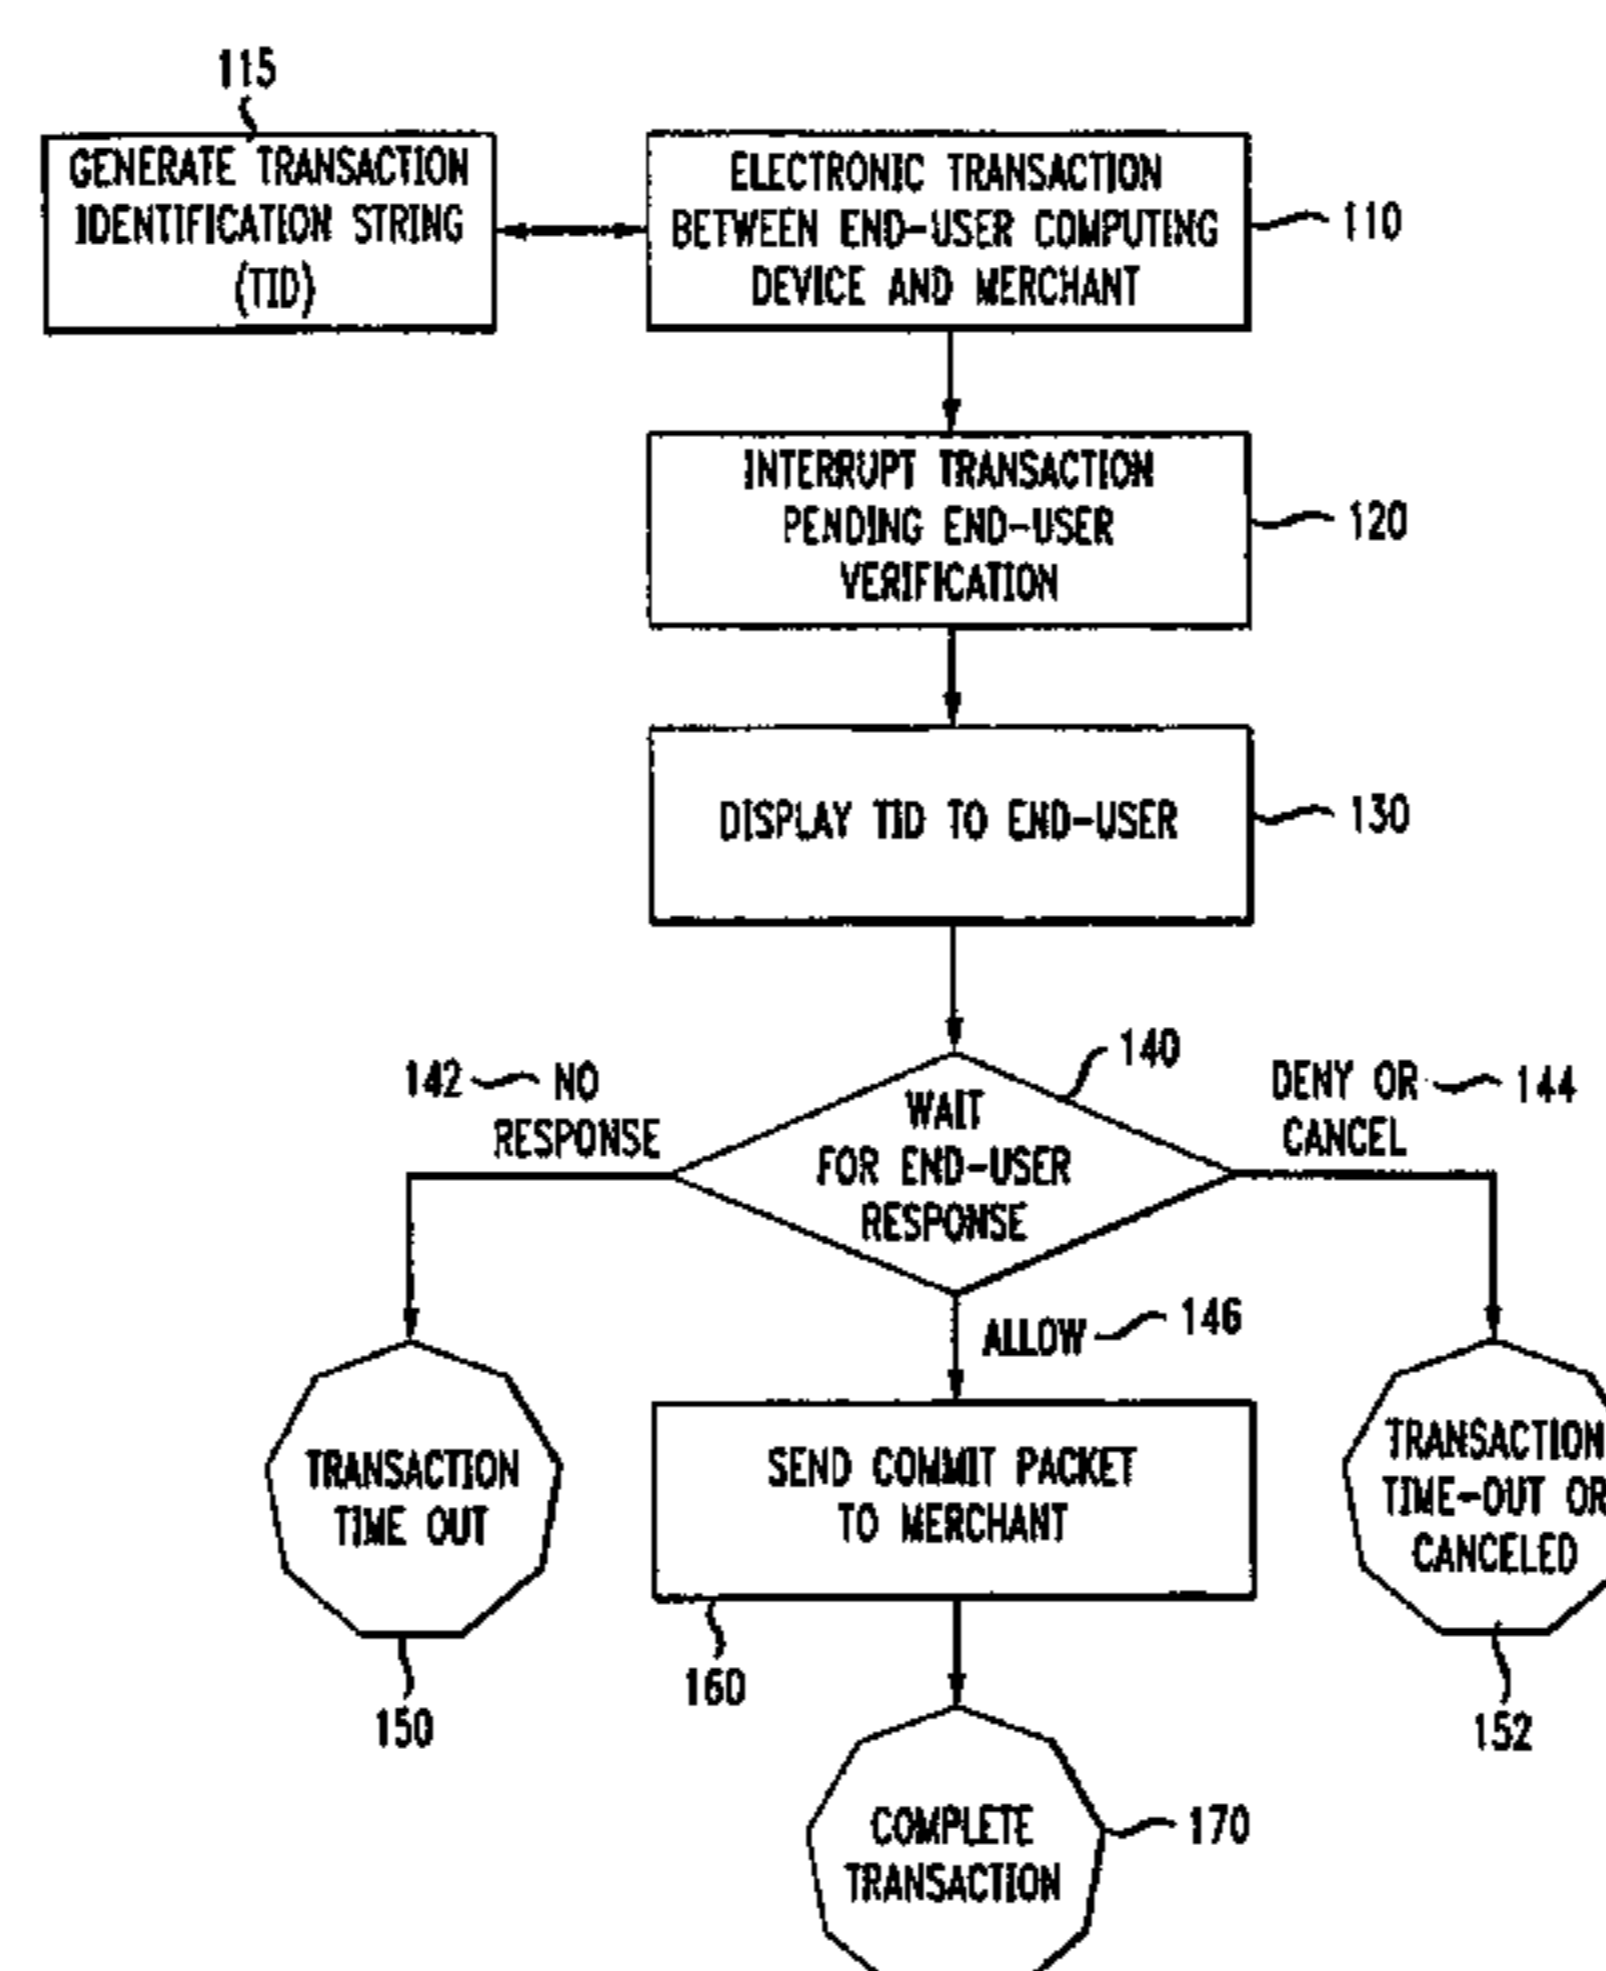 115
GENERATE TRANSACTION
IDENTIFICATION STRING
(TID)
ELECTRONIC TRANSACTION
BETWEEN END-USER COMPUTING
DEVICE AND MERCHANT
110
INTERRUPT TRANSACTION
PENDING END-USER
VERIFICATION
120
DISPLAY TID TO END-USER
130
140
142
NO
RESPONSE
WAIT
FOR END-USER
RESPONSE
DENY OR
CANCEL
144
ALLOW
146
TRANSACTION
TIME OUT
150
SEND COMMIT PACKET
TO MERCHANT
160
TRANSACTION
TIME-OUT OR
CANCELED
152
COMPLETE
TRANSACTION
170